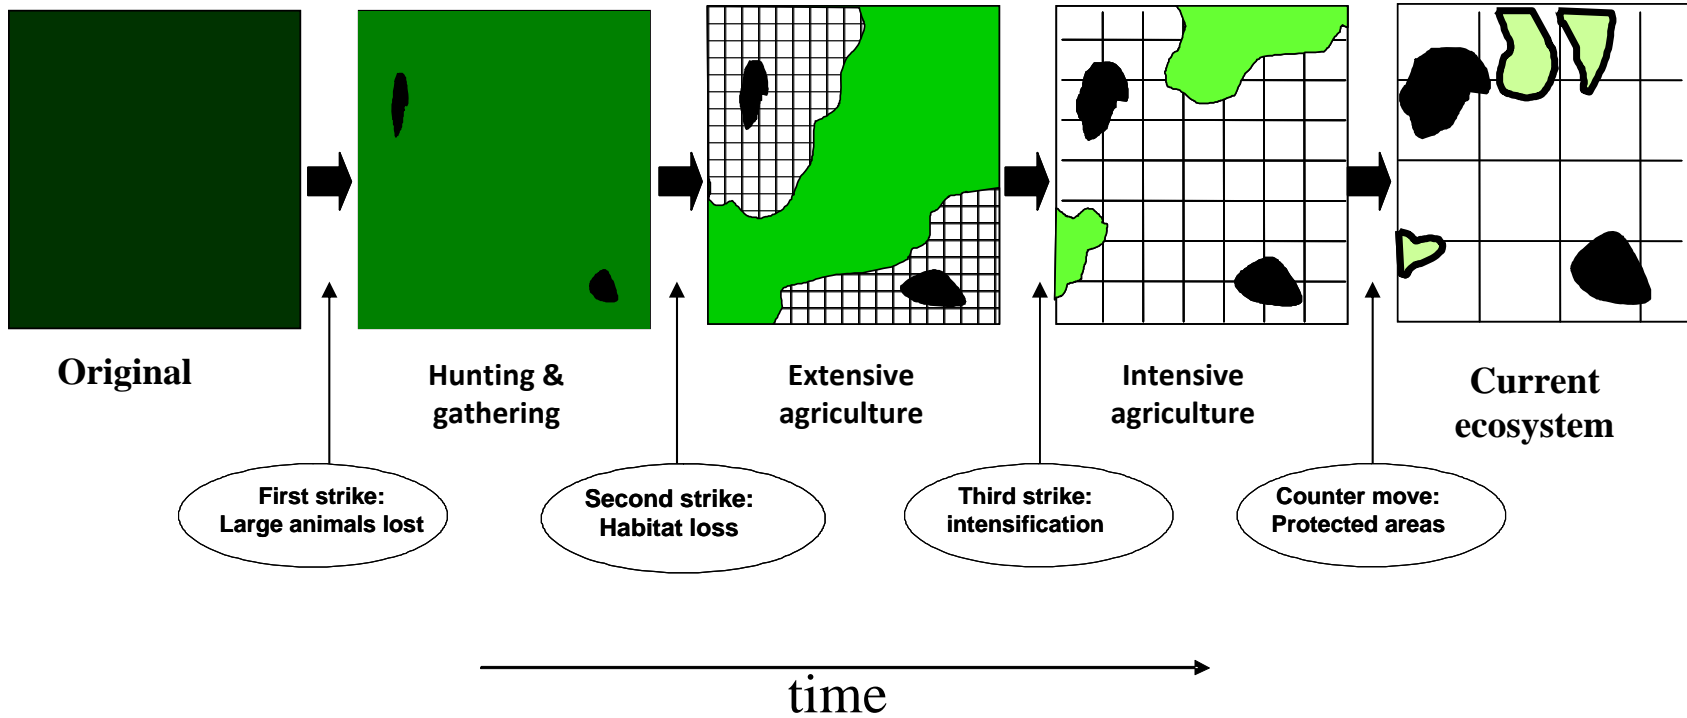 Original
Hunting &
gathering
Extensive
agriculture
Intensive
agriculture
Current
ecosystem
First strike:
Large animals lost
Second strike:
Habitat loss
Third strike:
intensification
Counter move:
Protected areas
time